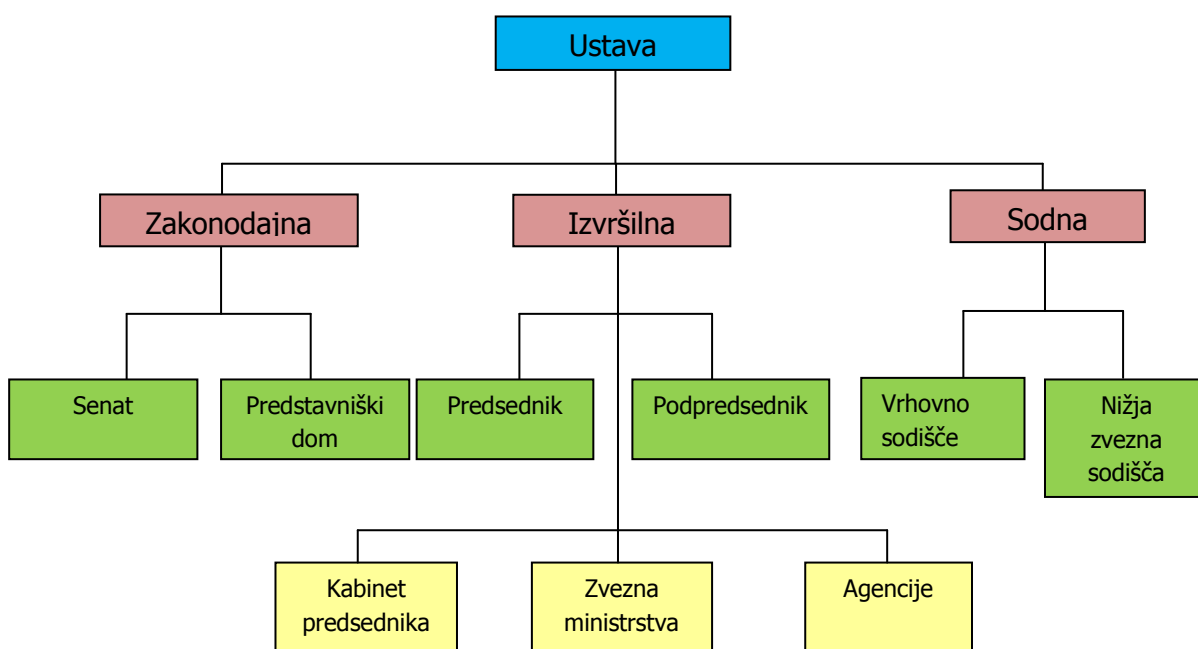 Ustava
Zakonodajna
Izvršilna
Sodna
Senat
Predstavniški
dom
Predsednik
Podpredsednik
Vrhovno
sodišče
Nižja
zvezna
sodišča
Kabinet
predsednika
Zvezna
ministrstva
Agencije